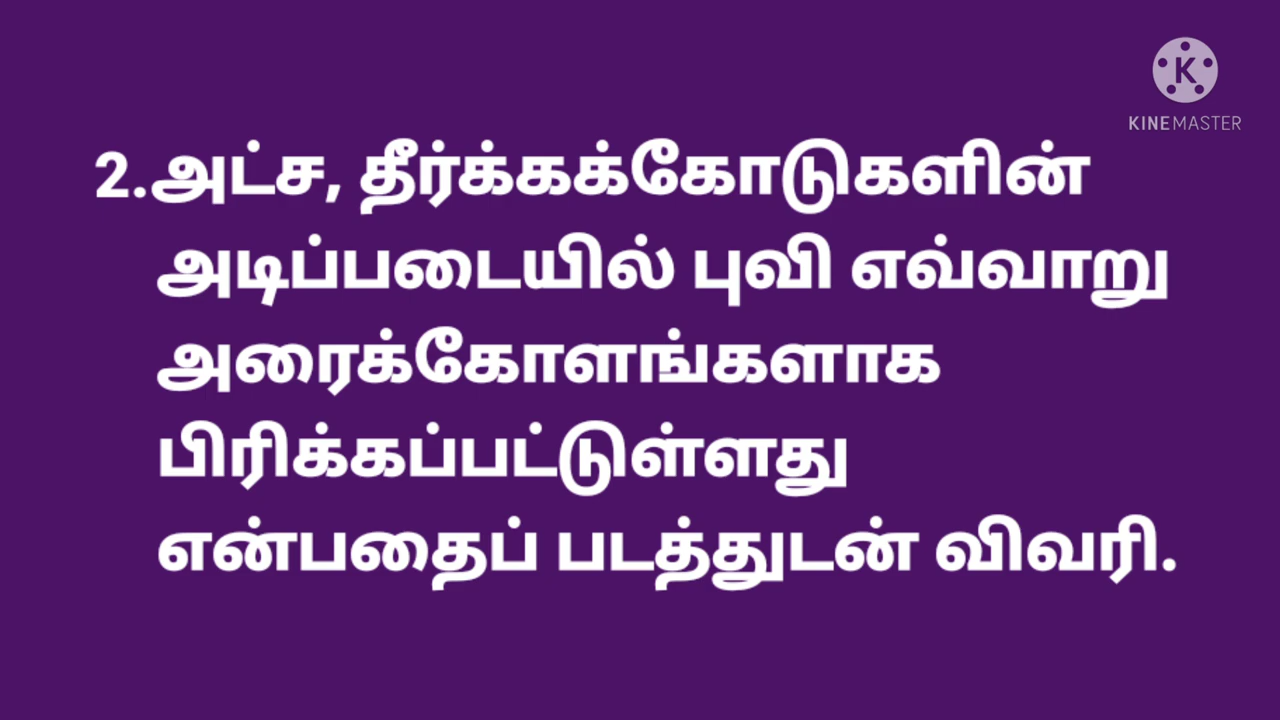 KINEMASTER
2.அட்ச, தீர்க்கக்கோடுகளின்
அடிப்படையில் புவி எவ்வாறு
அரைக்கோளங்களாக
பிரிக்கப்பட்டுள்ளது
என்பதைப் படத்துடன் விவரி.